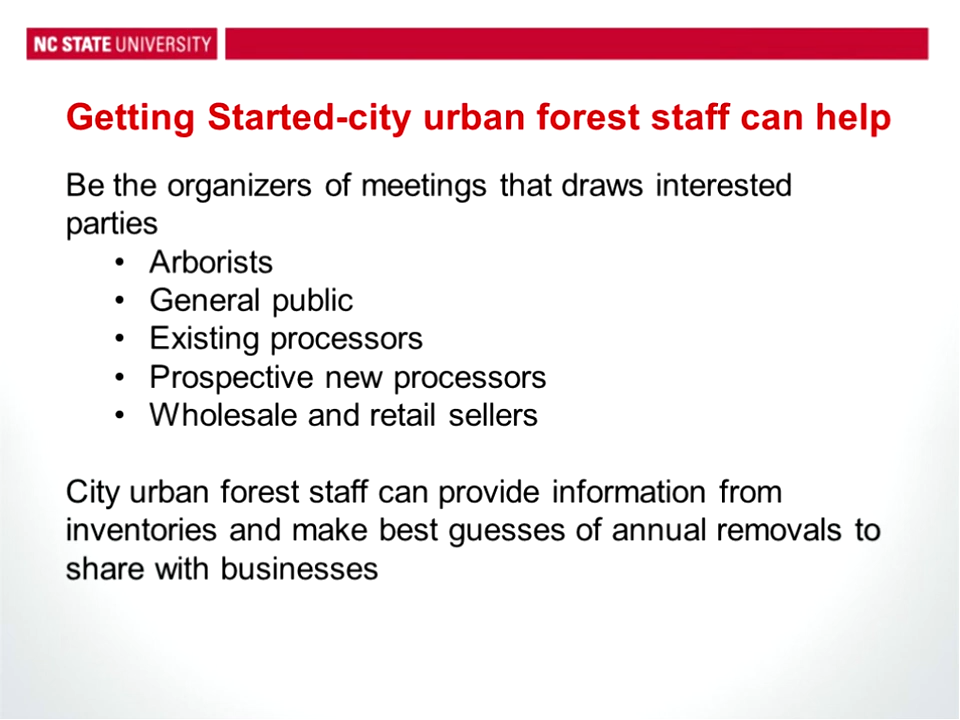 NC STATE UNIVERSITY
Getting Started-city urban forest staff can help
Be the organizers of meetings that draws interested
parties
• Arborists
• General public
• Existing processors
• Prospective new processors
• Wholesale and retail sellers
City urban forest staff can provide information from
inventories and make best guesses of annual removals to
share with businesses